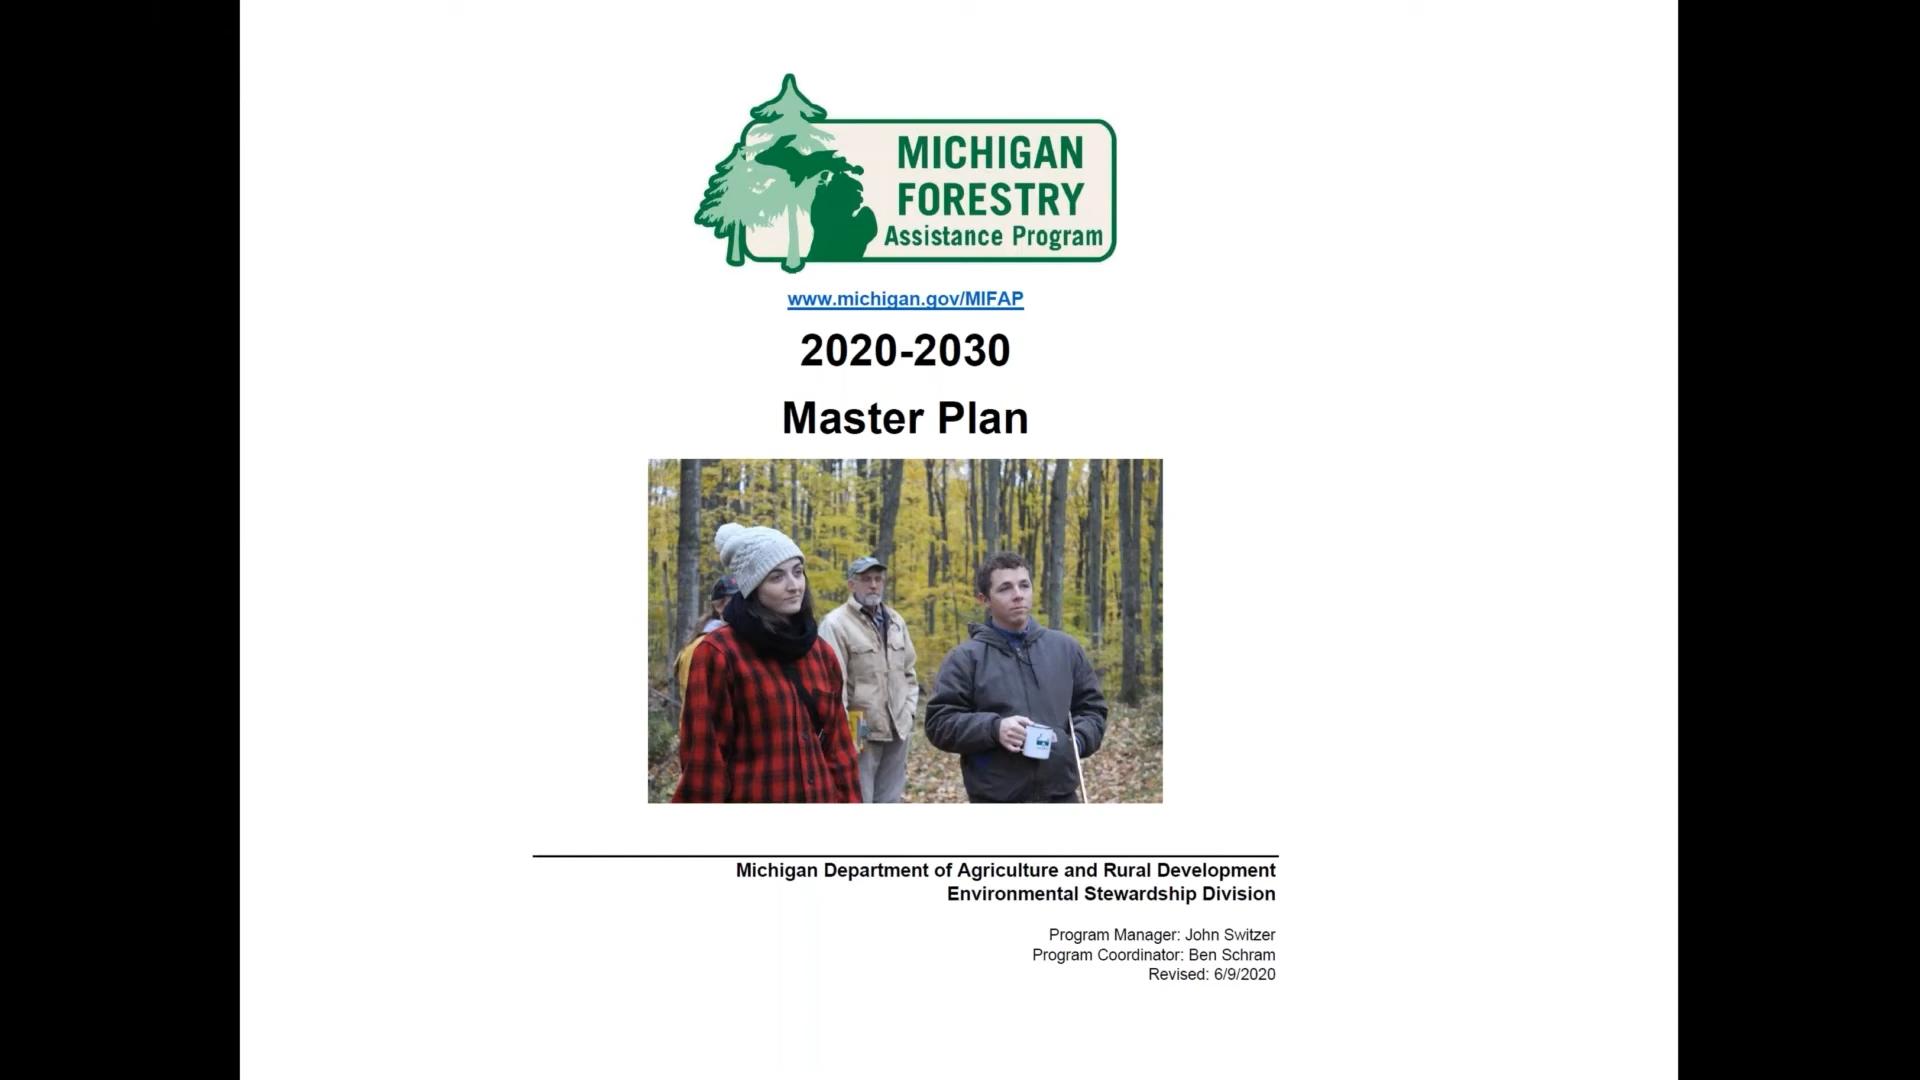 MICHIGAN
FORESTRY
Assistance Program
www.michigan.gov/MIFAP
2020-2030
Master Plan
Michigan Department of Agriculture and Rural Development
Environmental Stewardship Division
Program Manager: John Switzer
Program Coordinator: Ben Schram
Revised: 6/9/2020